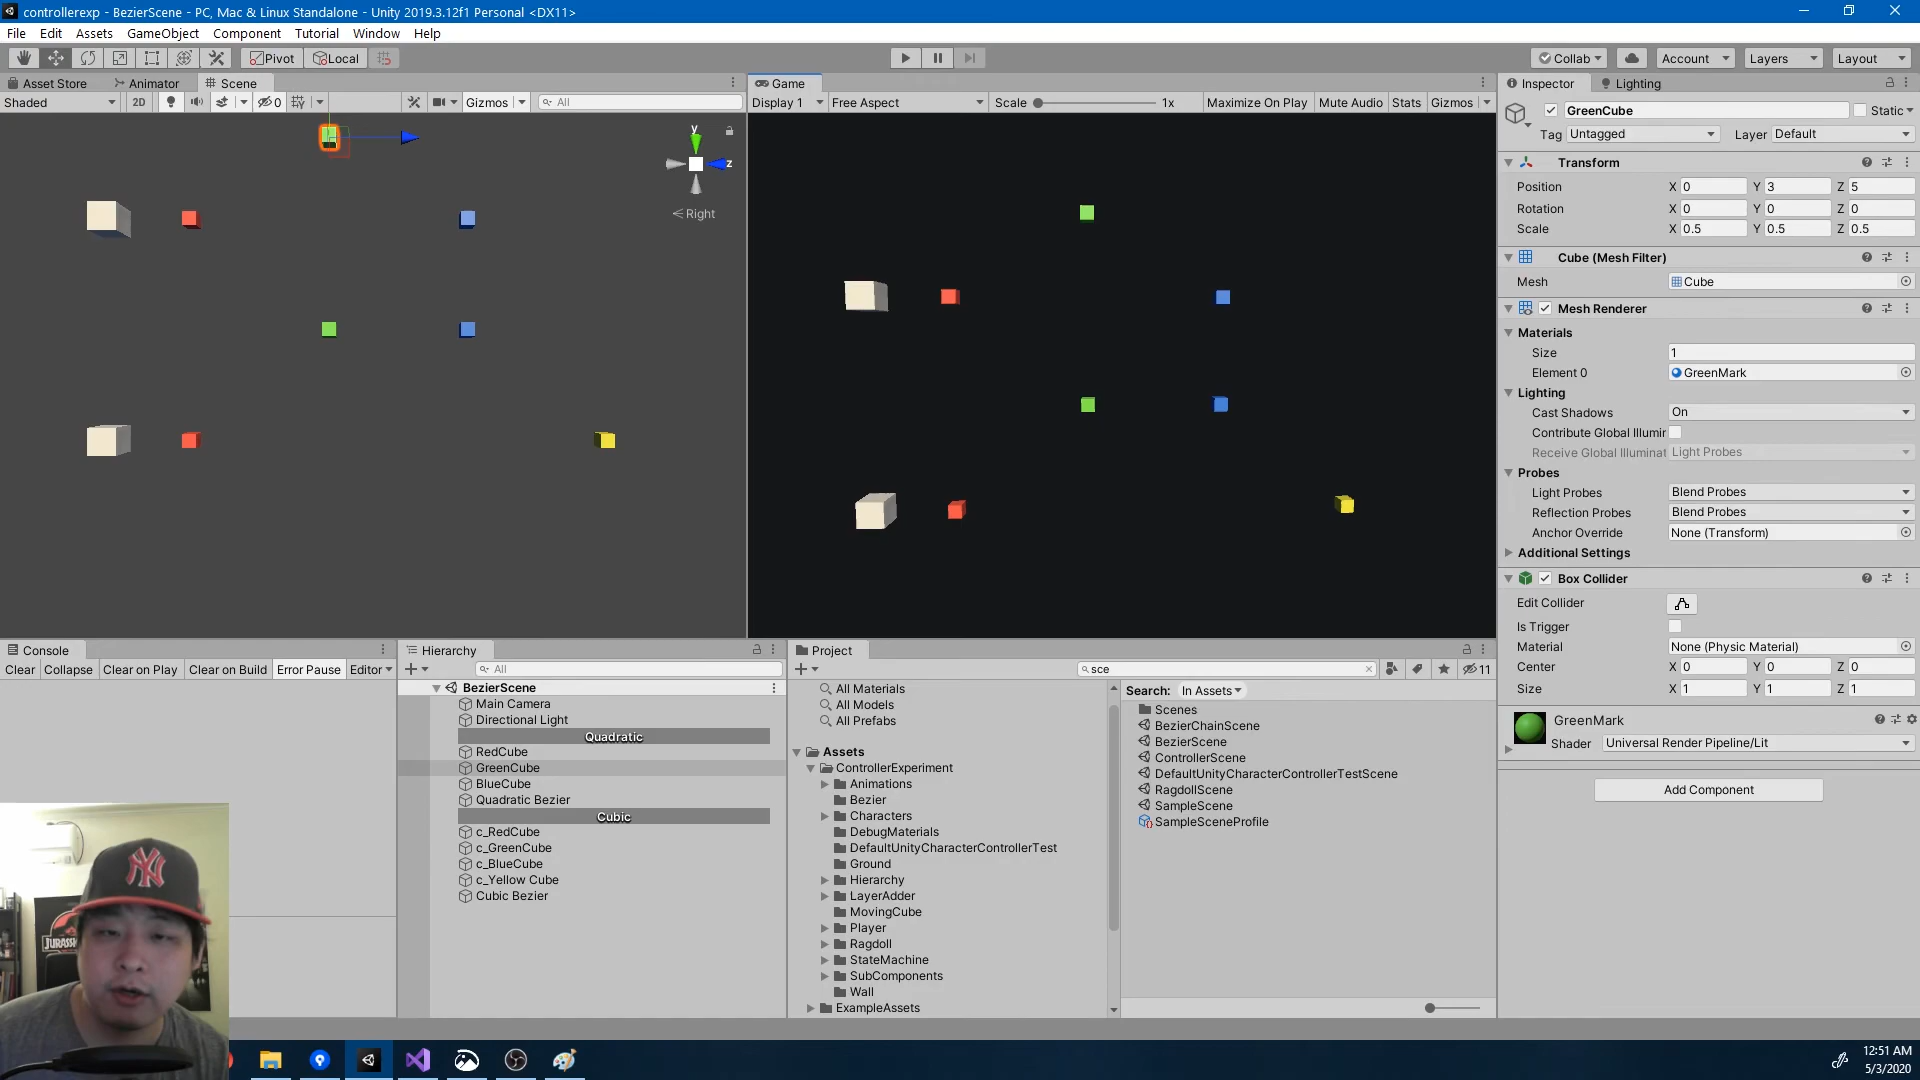 controllerexp - BezierScene - PC, Mac & Linux Standalone - Unity 2019.3.12f1 Personal <DX11>
File Edit Assets GameObject Component Tutorial Window Help
Pivot Local Collab Account Layers Layout
Asset Store Animator Scene
Shaded 2D 0 Gizmos All
y
z
Right
Game
Display 1 Free Aspect Scale 1x Maximize On Play Mute Audio Stats Gizmos
Inspector Lighting
GreenCube Static
Tag Untagged Layer Default
Transform
Position X 0 Y 3 Z 5
Rotation X 0 Y 0 Z 0
Scale X 0.5 Y 0.5 Z 0.5
Cube (Mesh Filter)
Mesh Cube
Mesh Renderer
Materials
Size 1
Element 0 GreenMark
Lighting
Cast Shadows On
Contribute Global Illumir
Receive Global Illuminat Light Probes
Probes
Light Probes Blend Probes
Reflection Probes Blend Probes
Anchor Override None (Transform)
Additional Settings
Box Collider
Edit Collider
Is Trigger
Material None (Physic Material)
Center X 0 Y 0 Z 0
Size X 1 Y 1 Z 1
GreenMark
Shader Universal Render Pipeline/Lit
Add Component
Console
Clear Collapse Clear on Play Clear on Build Error Pause Editor
Hierarchy
All
BezierScene
Main Camera
Directional Light
Quadratic
RedCube
GreenCube
BlueCube
Quadratic Bezier
Cubic
c_RedCube
c_GreenCube
c_BlueCube
c_Yellow Cube
Cubic Bezier
Project
sce 11
All Materials
All Models
All Prefabs
Assets
ControllerExperiment
Animations
Bezier
Characters
DebugMaterials
DefaultUnityCharacterControllerTest
Ground
Hierarchy
LayerAdder
MovingCube
Player
Ragdoll
StateMachine
SubComponents
Wall
ExampleAssets
Search: In Assets
Scenes
BezierChainScene
BezierScene
ControllerScene
DefaultUnityCharacterControllerTestScene
RagdollScene
SampleScene
SampleSceneProfile
JURASSIC
12:51 AM
5/3/2020